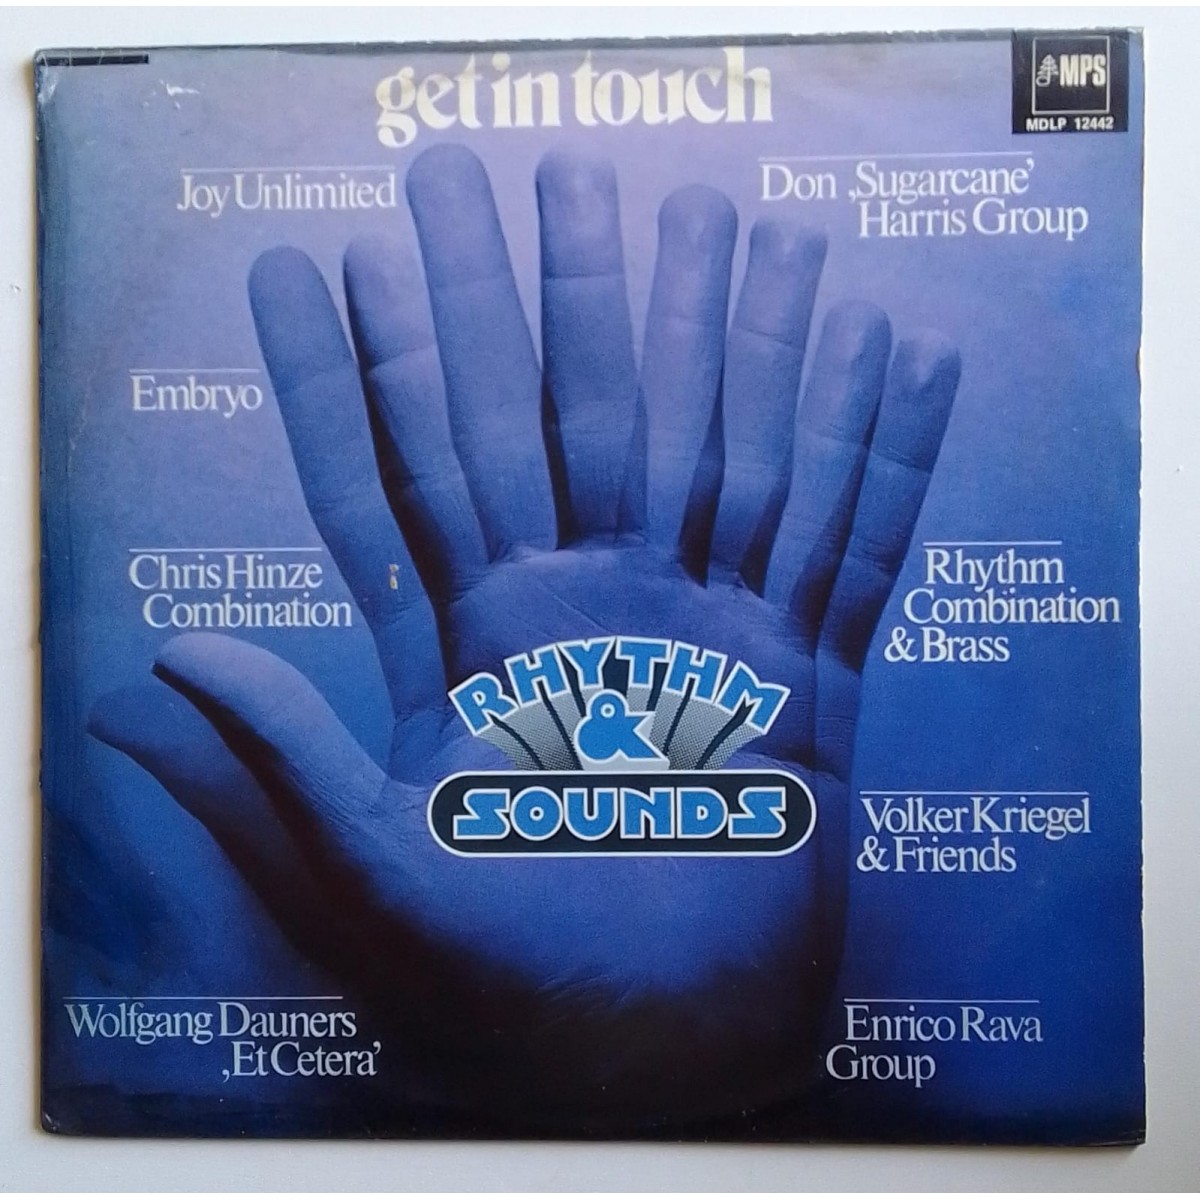 get in touch
MPS
MDLP 12442
Joy Unlimited
Don ‚Sugarcane’
Harris Group
Embryo
Chris Hinze
Combination
Rhythm
Combination
& Brass
RHYTHM
&
SOUNDS
Volker Kriegel
& Friends
Wolfgang Dauners
‚Et Cetera’
Enrico Rava
Group